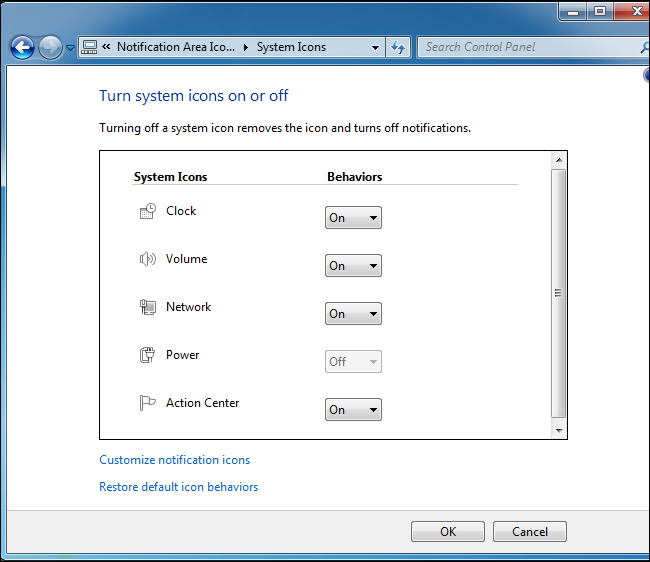 « Notification Area Ico... ▸ System Icons
Search Control Panel
Turn system icons on or off
Turning off a system icon removes the icon and turns off notifications.
System Icons Behaviors
Clock On
Volume On
Network On
Power Off
Action Center On
Customize notification icons
Restore default icon behaviors
OK Cancel